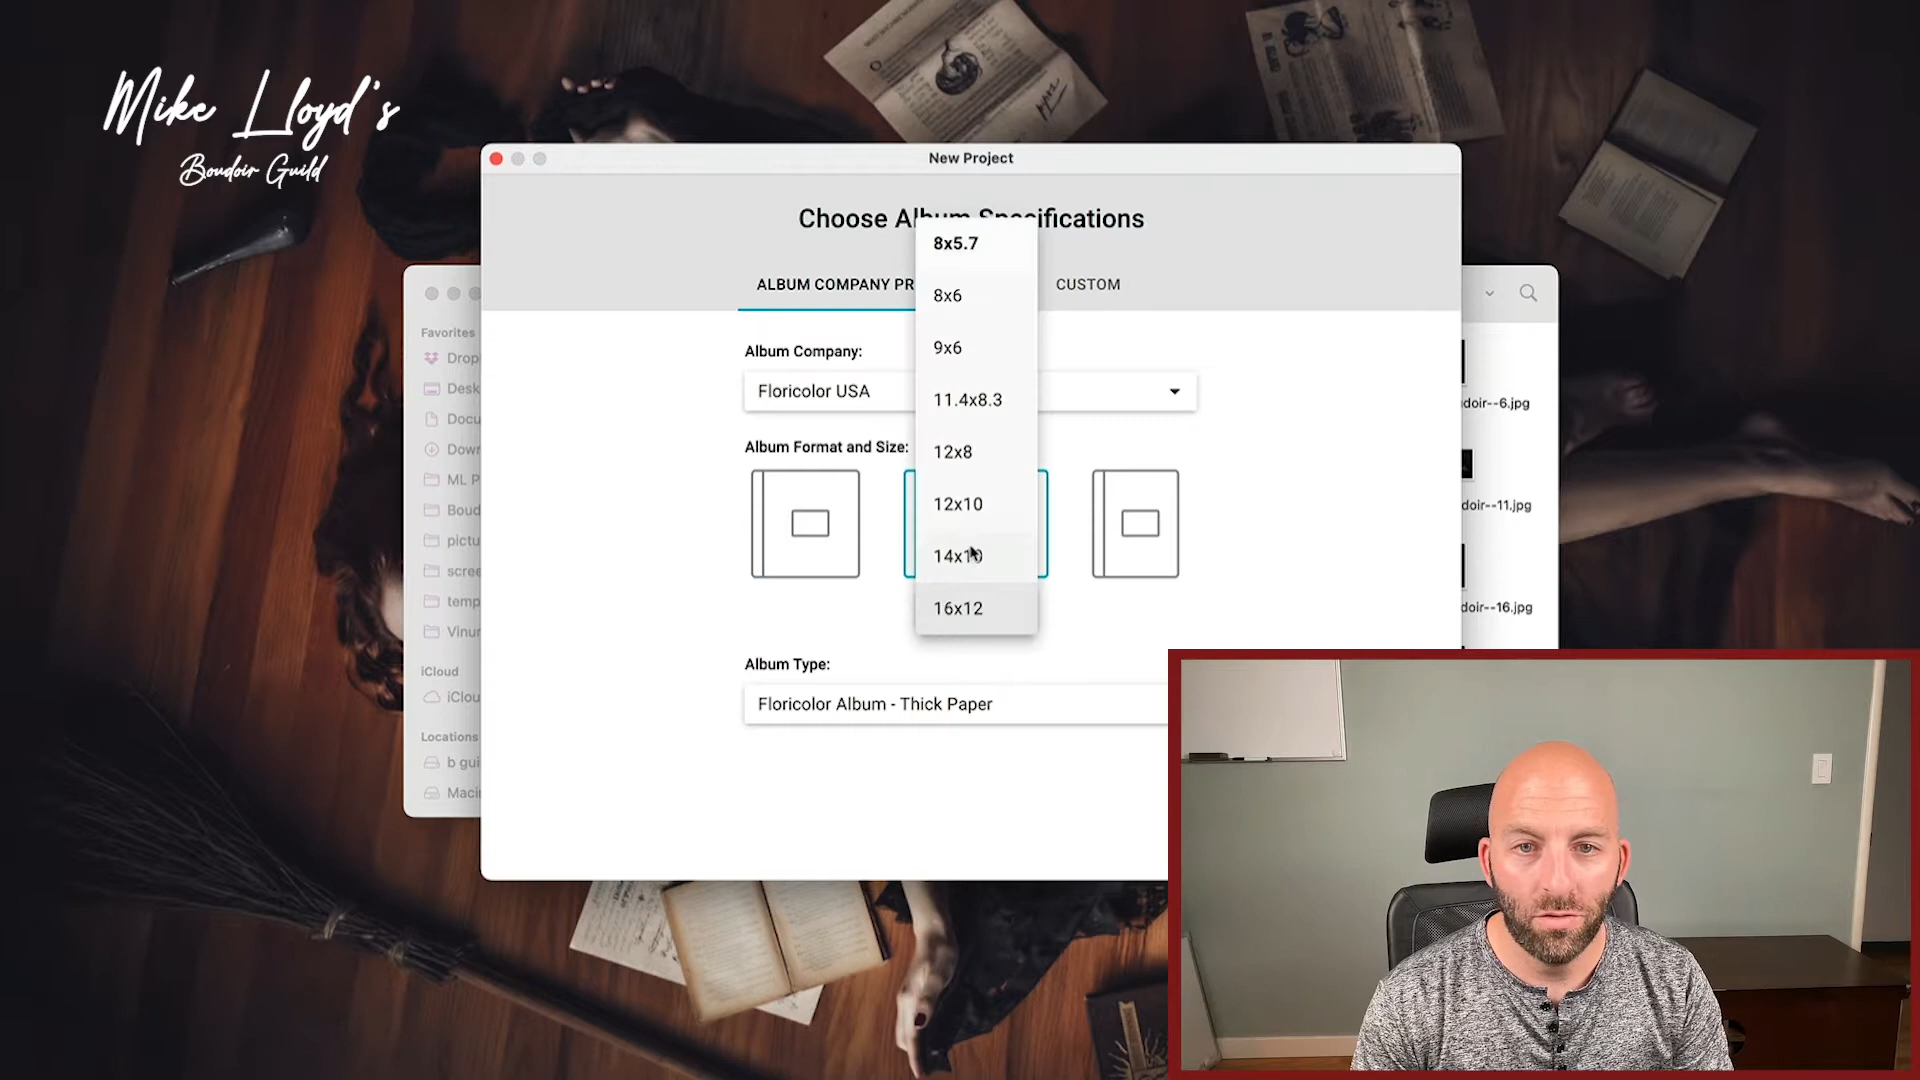 Mike Lloyd's
Boudoir Guild
New Project
Choose Album Specifications
ALBUM COMPANY PR
CUSTOM
8x5.7
8x6
9x6
11.4x8.3
12x8
12x10
14x10
16x12
Album Company:
Floricolor USA
Album Format and Size:
Album Type:
Floricolor Album - Thick Paper
Favorites
Drop
Desk
Docu
Down
ML P
Boud
pictu
scree
temp
Vinu
iCloud
iClou
Locations
b gui
Maci
doir--6.jpg
doir--11.jpg
doir--16.jpg